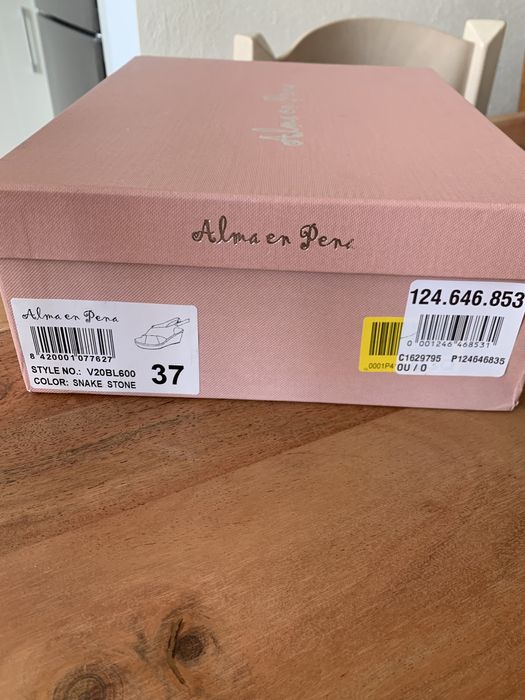 Alma en Pena
Alma en Pena
Alma en Pena
8 420001 077627
STYLE NO.: V20BL600
COLOR: SNAKE STONE
37
124.646.853
0 001246 468531
C1629795 P124646835
OU / O
0001P4